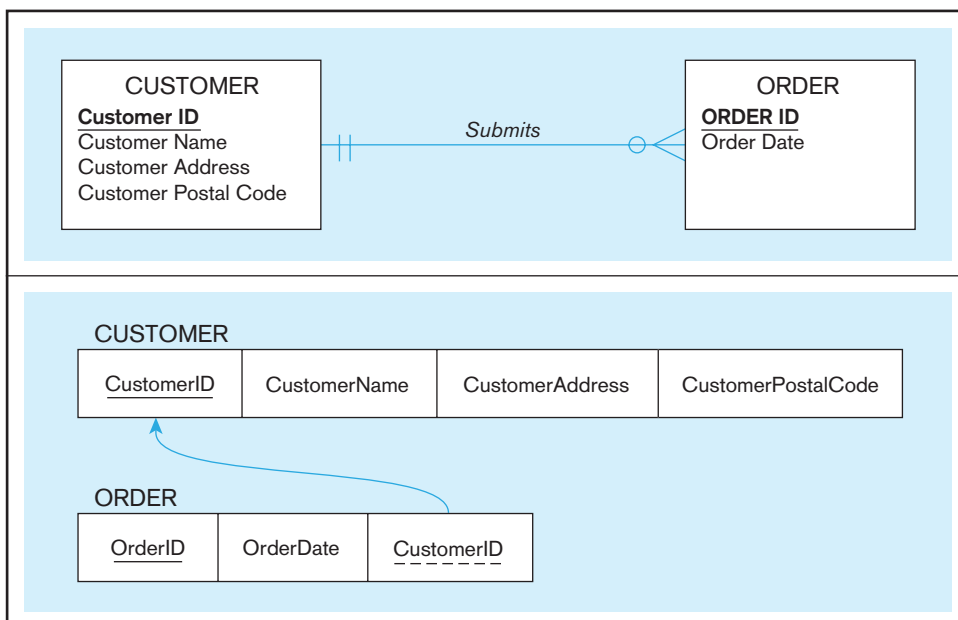 CUSTOMER
Customer ID
Customer Name
Customer Address
Customer Postal Code
Submits
ORDER
ORDER ID
Order Date
CUSTOMER
CustomerID CustomerName CustomerAddress CustomerPostalCode
ORDER
OrderID OrderDate CustomerID